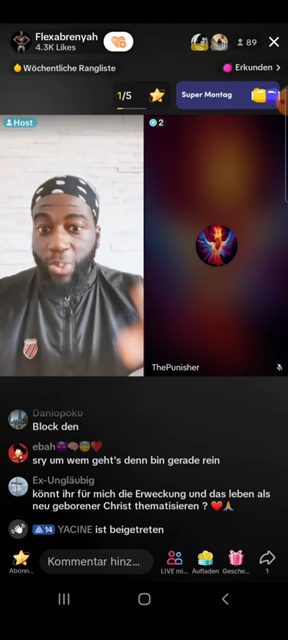 Flexabrenyah
4.3K Likes
89
Wöchentliche Rangliste
Erkunden >
1/5
Super Montag
Host
2
ThePunisher
Daniopoku
Block den
ebah
sry um wem geht's denn bin gerade rein
Ex-Ungläubig
könnt ihr für mich die Erweckung und das leben als
neu geborener Christ thematisieren ?
14 YACINE ist beigetreten
Kommentar hinz...
Abonn... LIVE mi... Aufladen Gesche... 1